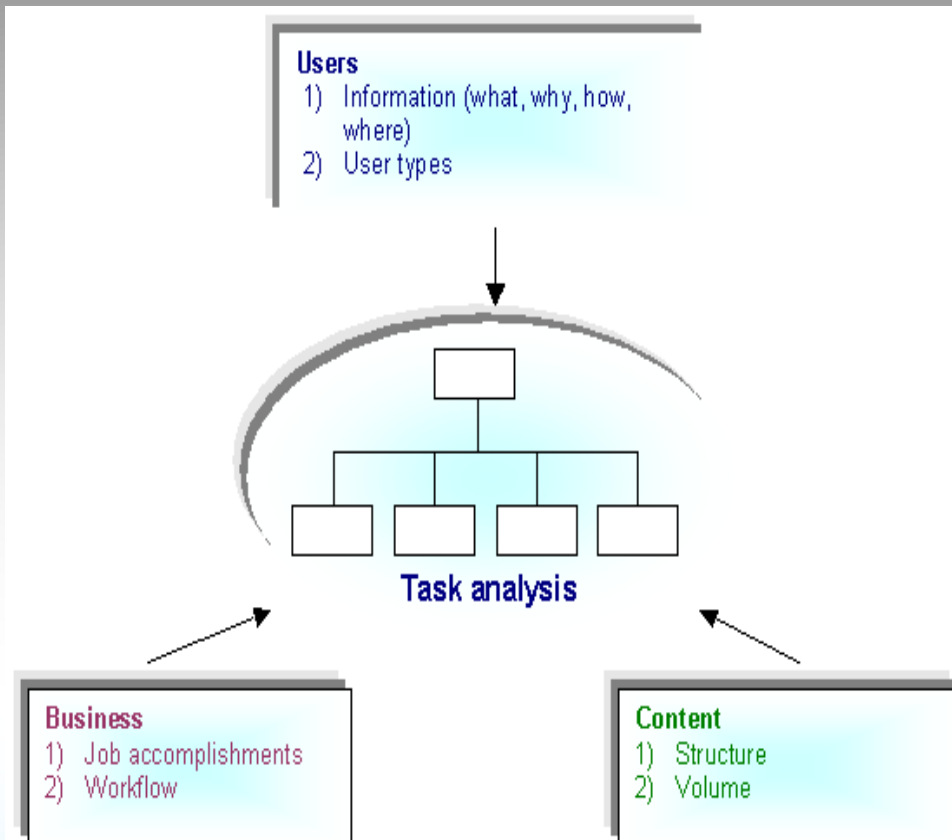 Users
1) Information (what, why, how,
where)
2) User types
Task analysis
Business
1) Job accomplishments
2) Workflow
Content
1) Structure
2) Volume